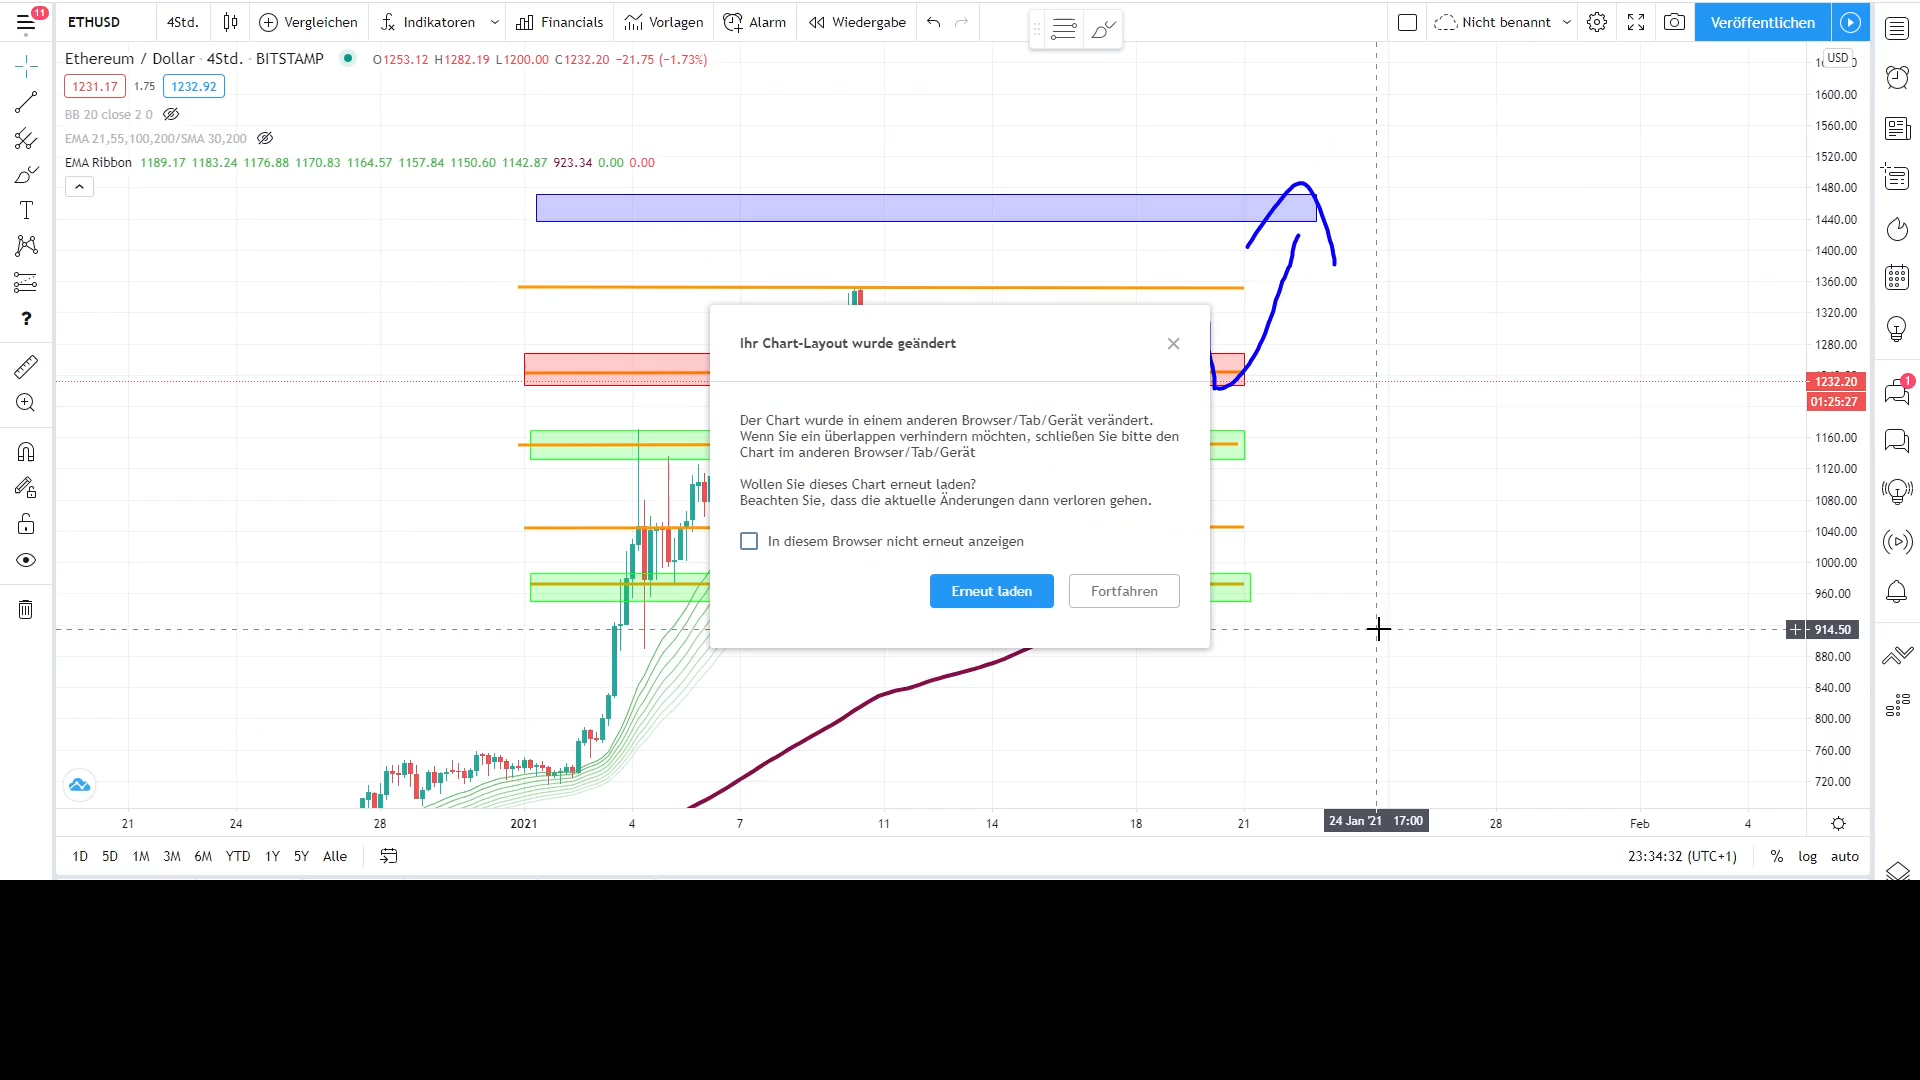 11 ETHUSD 4Std. Vergleichen Indikatoren Financials Vorlagen Alarm Wiedergabe Nicht benannt Veröffentlichen
Ethereum / Dollar · 4Std. · BITSTAMP O1253.12 H1282.19 L1200.00 C1232.20 −21.75 (−1.73%)
1231.17 1.75 1232.92
BB 20 close 2 0
EMA 21,55,100,200/SMA 30,200
EMA Ribbon 1189.17 1183.24 1176.88 1170.83 1164.57 1157.84 1150.60 1142.87 923.34 0.00 0.00
USD
1600.00
1560.00
1520.00
1480.00
1440.00
1400.00
1360.00
1320.00
1280.00
1232.20
01:25:27
1160.00
1120.00
1080.00
1040.00
1000.00
960.00
914.50
880.00
840.00
800.00
760.00
720.00
1
Ihr Chart-Layout wurde geändert
Der Chart wurde in einem anderen Browser/Tab/Gerät verändert.
Wenn Sie ein überlappen verhindern möchten, schließen Sie bitte den
Chart im anderen Browser/Tab/Gerät
Wollen Sie dieses Chart erneut laden?
Beachten Sie, dass die aktuelle Änderungen dann verloren gehen.
In diesem Browser nicht erneut anzeigen
Erneut laden Fortfahren
21 24 28 2021 4 7 11 14 18 21 24 Jan '21 17:00 28 Feb 4
1D 5D 1M 3M 6M YTD 1Y 5Y Alle 23:34:32 (UTC+1) % log auto